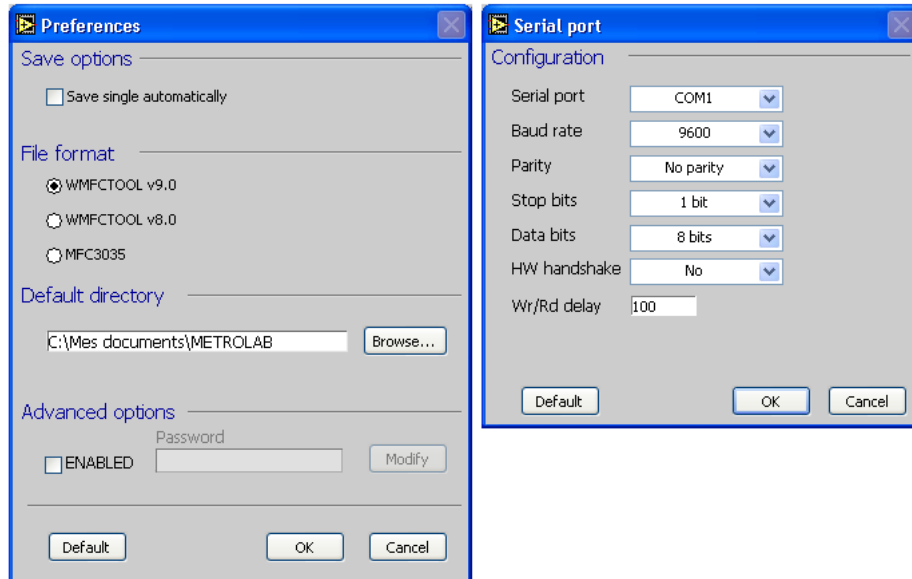 Preferences
Save options
Save single automatically
File format
WMFCTOOL v9.0
WMFCTOOL v8.0
MFC3035
Default directory
C:\Mes documents\METROLAB Browse...
Advanced options
Password
ENABLED Modify
Default OK Cancel
Serial port
Configuration
Serial port COM1
Baud rate 9600
Parity No parity
Stop bits 1 bit
Data bits 8 bits
HW handshake No
Wr/Rd delay 100
Default OK Cancel